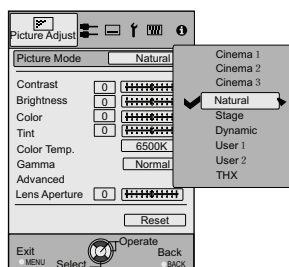 Picture Adjust
Picture Mode Natural
Contrast 0
Brightness 0
Color 0
Tint 0
Color Temp. 6500K
Gamma Normal
Advanced
Lens Aperture 0
Reset
Exit
MENU
Select
Operate
Back
BACK
Cinema 1
Cinema 2
Cinema 3
Natural
Stage
Dynamic
User 1
User 2
THX